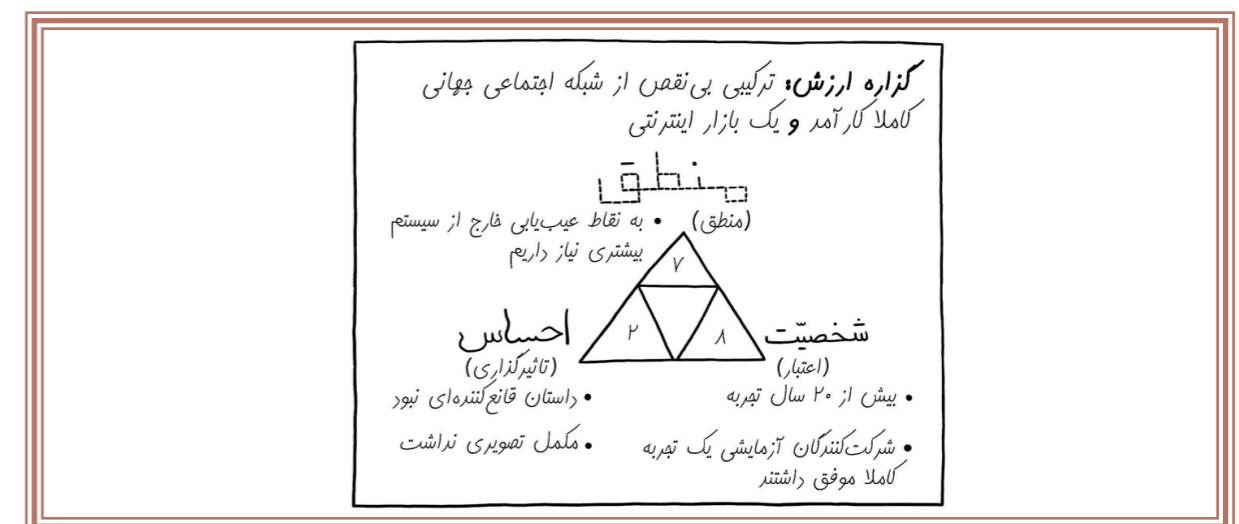 گزاره ارزش: ترکیبی بی‌نقص از شبکه اجتماعی جهانی
کاملا کارآمد و یک بازار اینترنتی
منطق
(منطق)
• به نقاط عیب‌یابی خارج از سیستم
بیشتری نیاز داریم
۷
شخصیّت
(اعتبار)
۸
• بیش از ۲۰ سال تجربه
• شرکت‌کنندگان آزمایشی یک تجربه
کاملا موفق داشتند
احساس
(تاثیرگذاری)
۲
• داستان قانع‌کننده‌ای نبود
• مکمل تصویری نداشت